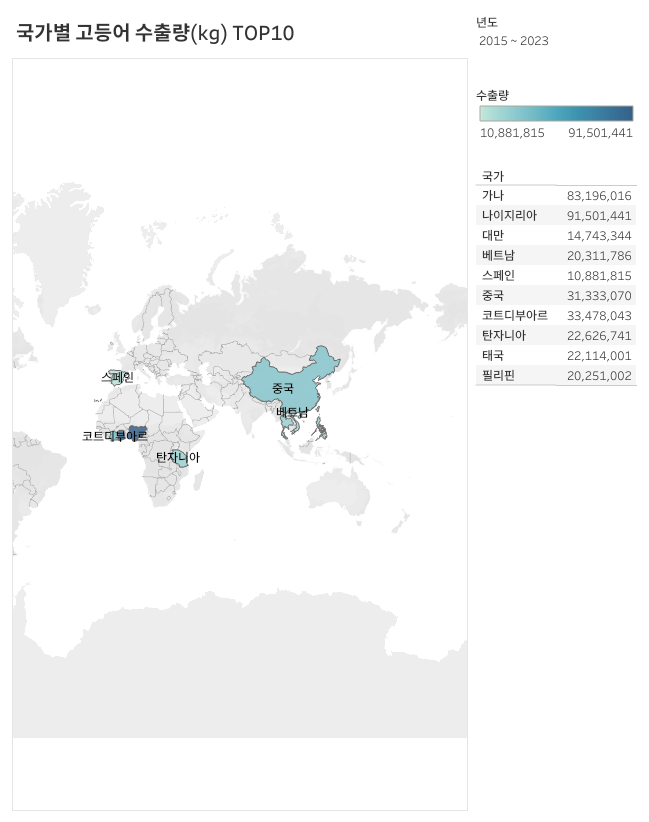 국가별 고등어 수출량(kg) TOP10
년도
2015 ~ 2023
수출량
10,881,815 91,501,441
국가
가나 83,196,016
나이지리아 91,501,441
대만 14,743,344
베트남 20,311,786
스페인 10,881,815
중국 31,333,070
코트디부아르 33,478,043
탄자니아 22,626,741
태국 22,114,001
필리핀 20,251,002
스페인
중국
베트남
코트디부아르
탄자니아